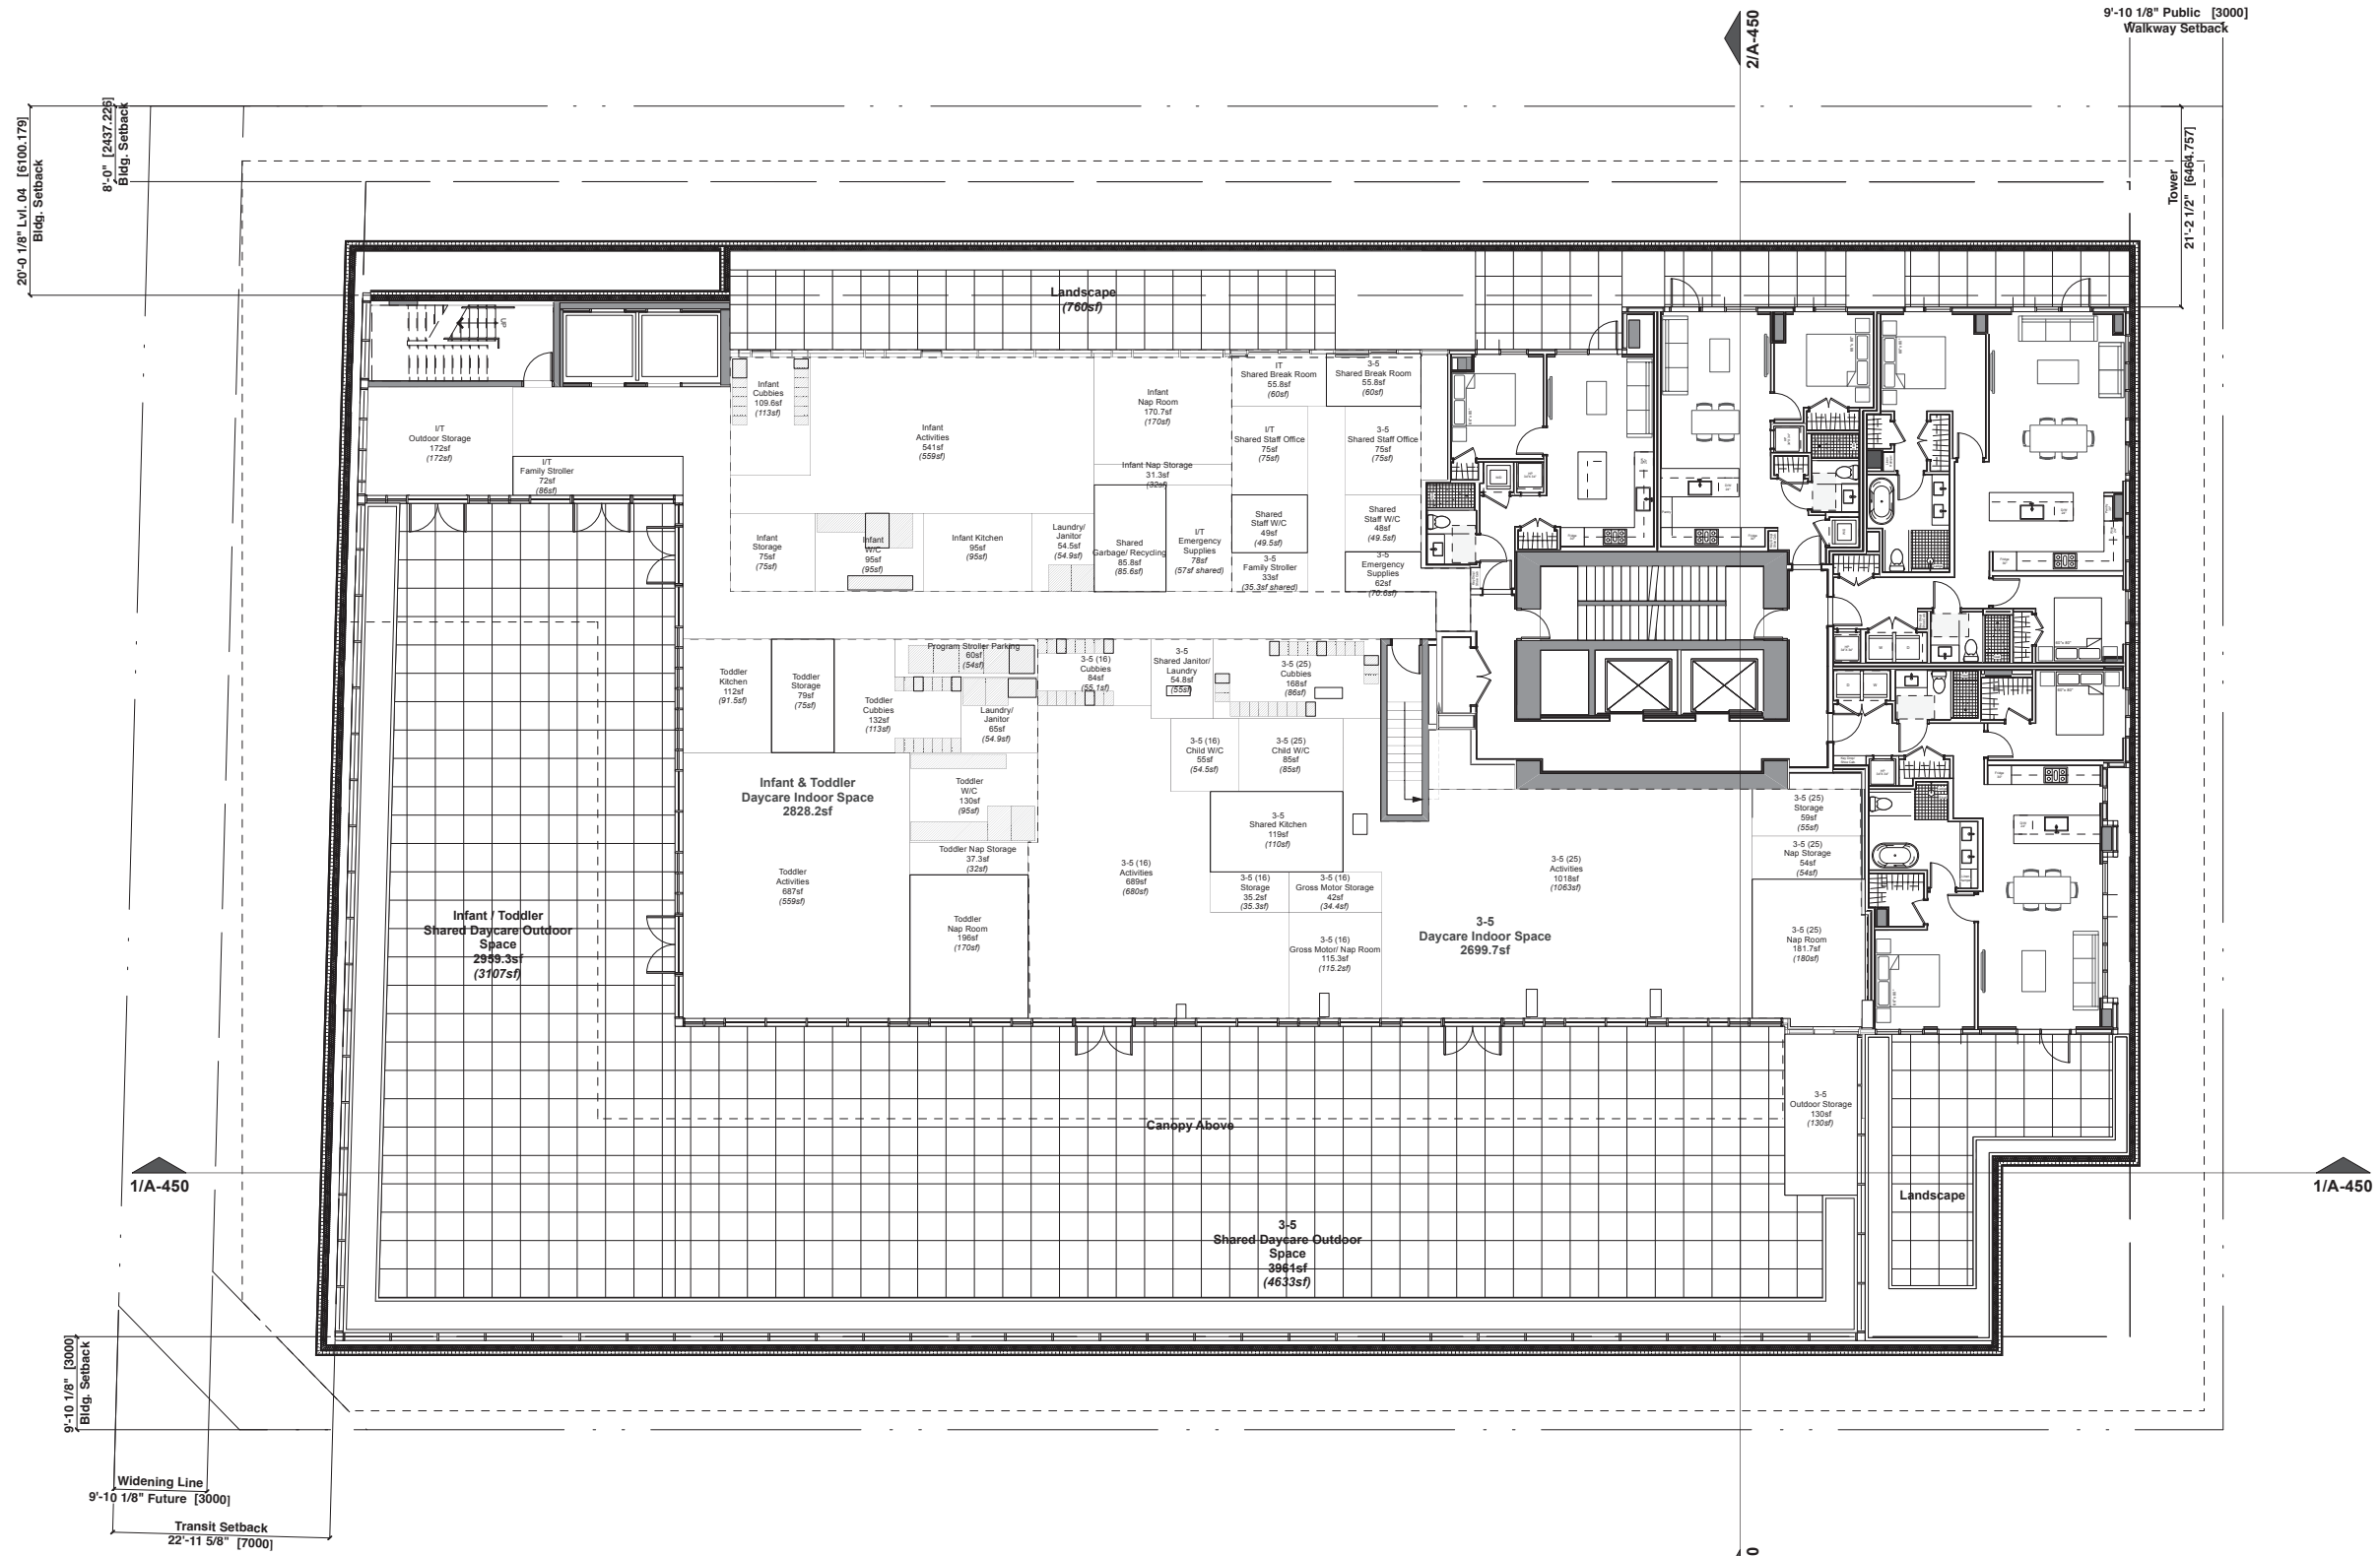 9'-10 1/8" Public [3000]
Walkway Setback
2/A-450
20'-0 1/8" Lvl. 04 [6100.179]
Bldg. Setback
8'-0" [2437.226]
Bldg. Setback
Tower
21'-2 1/2" [6464.757]
Landscape
(760sf)
UP
I/T
Outdoor Storage
172sf
(172sf)
I/T
Family Stroller
72sf
(86sf)
Infant
Cubbies
109.6sf
(113sf)
Infant
Activities
541sf
(559sf)
Infant
Nap Room
170.7sf
(170sf)
Infant Nap Storage
31.3sf
(32sf)
IT
Shared Break Room
55.8sf
(60sf)
3-5
Shared Break Room
55.8sf
(60sf)
I/T
Shared Staff Office
75sf
(75sf)
3-5
Shared Staff Office
75sf
(75sf)
Infant
Storage
75sf
(75sf)
Infant
W/C
95sf
(95sf)
Infant Kitchen
95sf
(95sf)
Laundry/
Janitor
54.5sf
(54.9sf)
Shared
Garbage/ Recycling
85.8sf
(85.6sf)
I/T
Emergency
Supplies
78sf
(57sf shared)
Shared
Staff W/C
49sf
(49.5sf)
3-5
Family Stroller
33sf
(35.3sf shared)
Shared
Staff W/C
48sf
(49.5sf)
3-5
Emergency
Supplies
62sf
(70.6sf)
Toddler
Kitchen
112sf
(91.5sf)
Toddler
Storage
79sf
(75sf)
Program Stroller Parking
60sf
(54sf)
Toddler
Cubbies
132sf
(113sf)
Laundry/
Janitor
65sf
(54.9sf)
3-5 (16)
Cubbies
84sf
(55.1sf)
3-5
Shared Janitor/
Laundry
54.8sf
(55sf)
3-5 (25)
Cubbies
168sf
(86sf)
3-5 (16)
Child W/C
55sf
(54.5sf)
3-5 (25)
Child W/C
85sf
(85sf)
Infant & Toddler
Daycare Indoor Space
2828.2sf
Toddler
W/C
130sf
(95sf)
Toddler Nap Storage
37.3sf
(32sf)
Toddler
Activities
687sf
(559sf)
Toddler
Nap Room
196sf
(170sf)
3-5 (16)
Activities
689sf
(680sf)
3-5
Shared Kitchen
119sf
(110sf)
3-5 (16)
Storage
35.2sf
(35.3sf)
3-5 (16)
Gross Motor Storage
42sf
(34.4sf)
3-5 (16)
Gross Motor/ Nap Room
115.3sf
(115.2sf)
3-5 (25)
Activities
1018sf
(1063sf)
3-5
Daycare Indoor Space
2699.7sf
3-5 (25)
Storage
59sf
(55sf)
3-5 (25)
Nap Storage
54sf
(54sf)
3-5 (25)
Nap Room
181.7sf
(180sf)
Infant / Toddler
Shared Daycare Outdoor
Space
2959.3sf
(3107sf)
3-5
Outdoor Storage
130sf
(130sf)
Canopy Above
1/A-450
1/A-450
Landscape
3-5
Shared Daycare Outdoor
Space
3961sf
(4633sf)
9'-10 1/8" [3000]
Bldg. Setback
Widening Line
9'-10 1/8" Future [3000]
Transit Setback
22'-11 5/8" [7000]
0